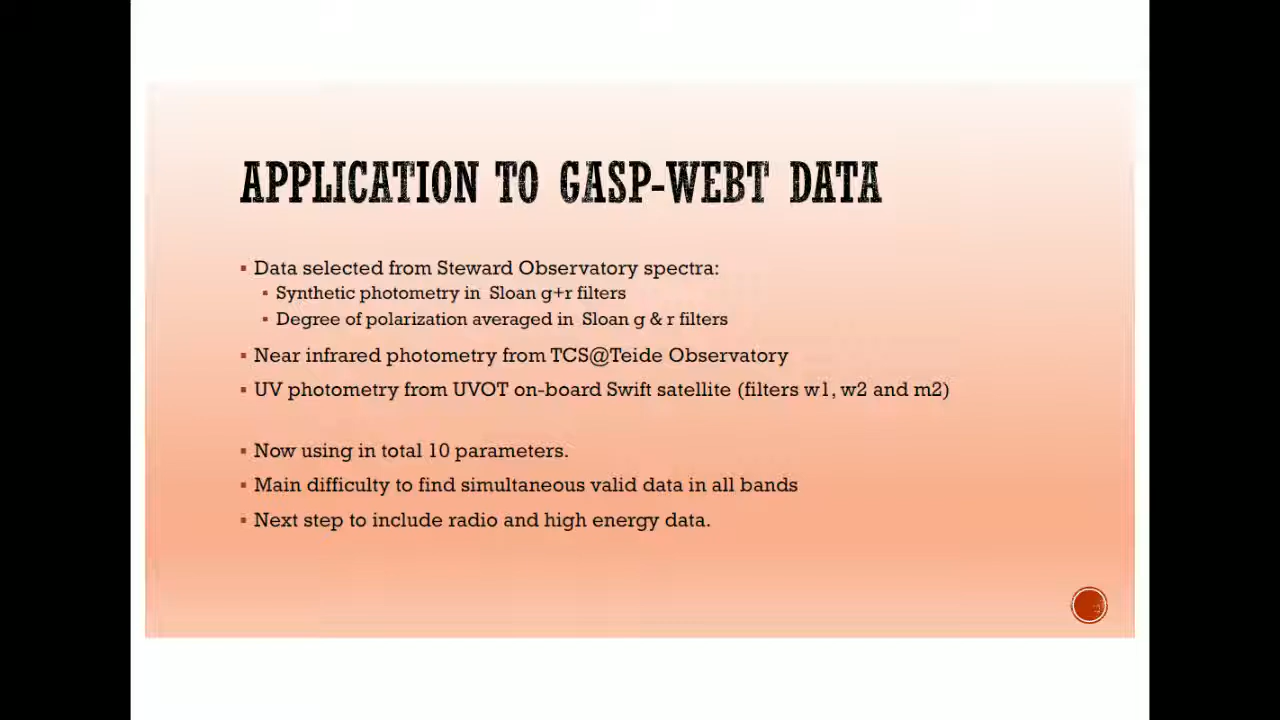 APPLICATION TO GASP-WEBT DATA
▪ Data selected from Steward Observatory spectra:
▪ Synthetic photometry in Sloan g+r filters
▪ Degree of polarization averaged in Sloan g & r filters
▪ Near infrared photometry from TCS@Teide Observatory
▪ UV photometry from UVOT on-board Swift satellite (filters w1, w2 and m2)
▪ Now using in total 10 parameters.
▪ Main difficulty to find simultaneous valid data in all bands
▪ Next step to include radio and high energy data.